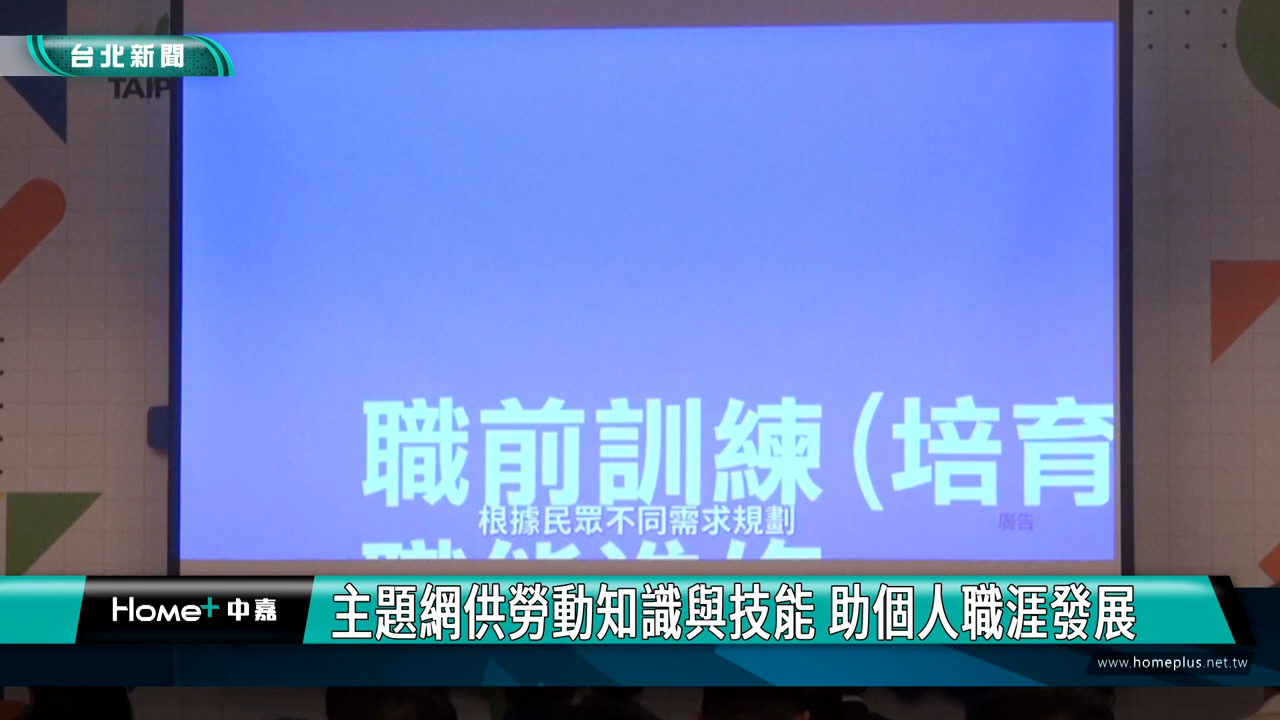 台北新聞
TAIP
職前訓練(培育
根據民眾不同需求規劃
廣告
Home+中嘉
主題網供勞動知識與技能 助個人職涯發展
www.homeplus.net.tw